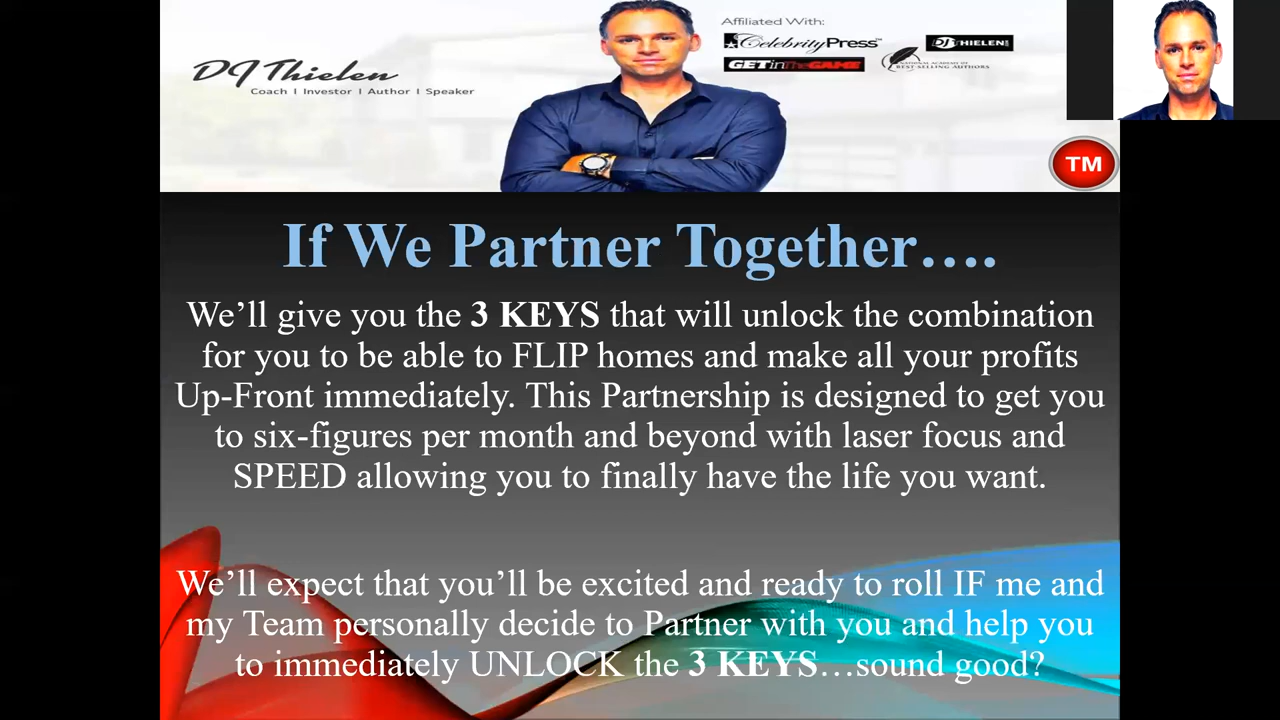 DJ Thielen
Coach I Investor I Author I Speaker
Affiliated With:
CelebrityPress™
DJ THIELEN
GETintheGAME
NATIONAL ACADEMY OF
BEST-SELLING AUTHORS
TM
If We Partner Together….
We’ll give you the 3 KEYS that will unlock the combination
for you to be able to FLIP homes and make all your profits
Up-Front immediately. This Partnership is designed to get you
to six-figures per month and beyond with laser focus and
SPEED allowing you to finally have the life you want.
We’ll expect that you’ll be excited and ready to roll IF me and
my Team personally decide to Partner with you and help you
to immediately UNLOCK the 3 KEYS…sound good?